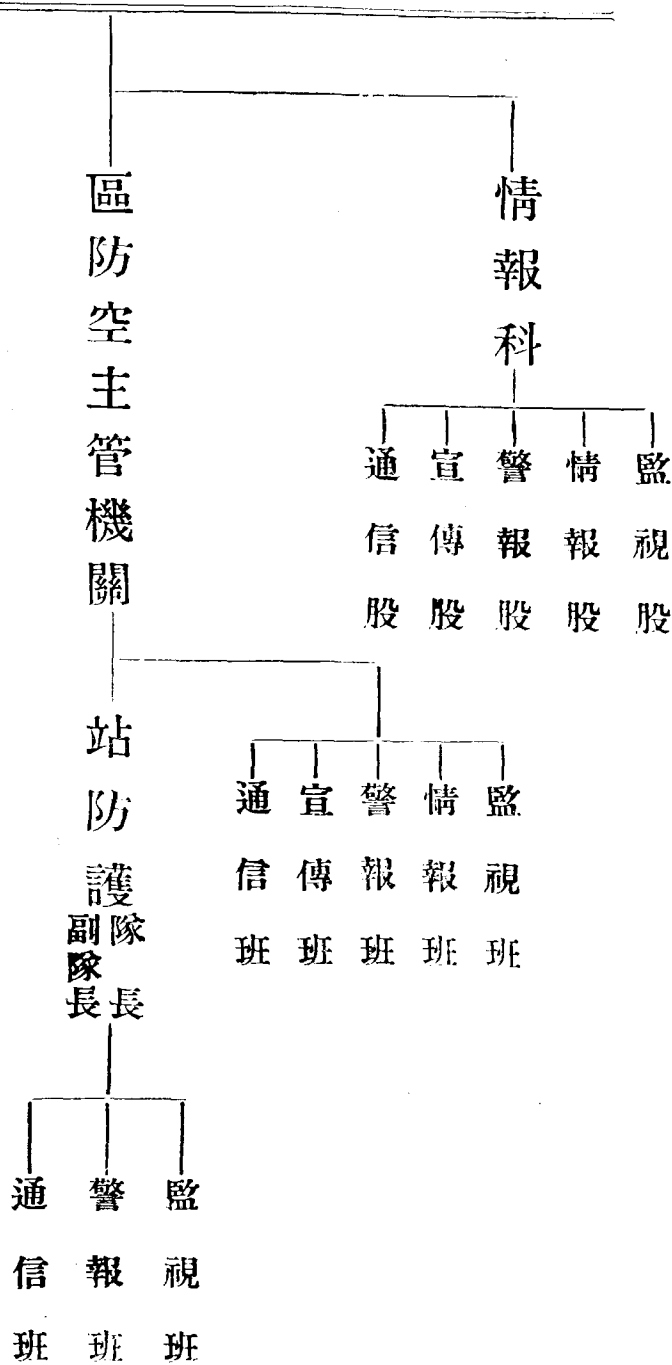 情報科
監視股
情報股
警報股
宣傳股
通信股
區防空主管機關
監視班
情報班
警報班
宣傳班
通信班
站防護
隊長
副隊長
監視班
警報班
通信班